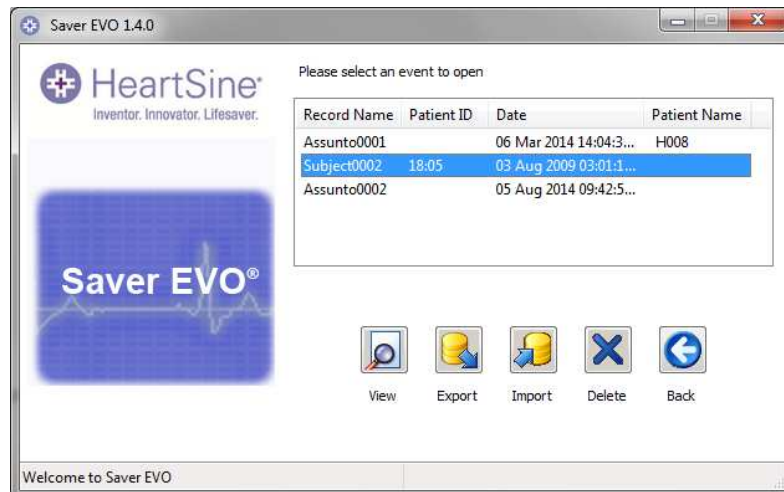 Saver EVO 1.4.0
HeartSine
Inventor. Innovator. Lifesaver.
Please select an event to open
Record Name Patient ID Date Patient Name
Assunto0001 06 Mar 2014 14:04:3... H008
Subject0002 18:05 03 Aug 2009 03:01:1...
Assunto0002 05 Aug 2014 09:42:5...
Saver EVO®
View Export Import Delete Back
Welcome to Saver EVO